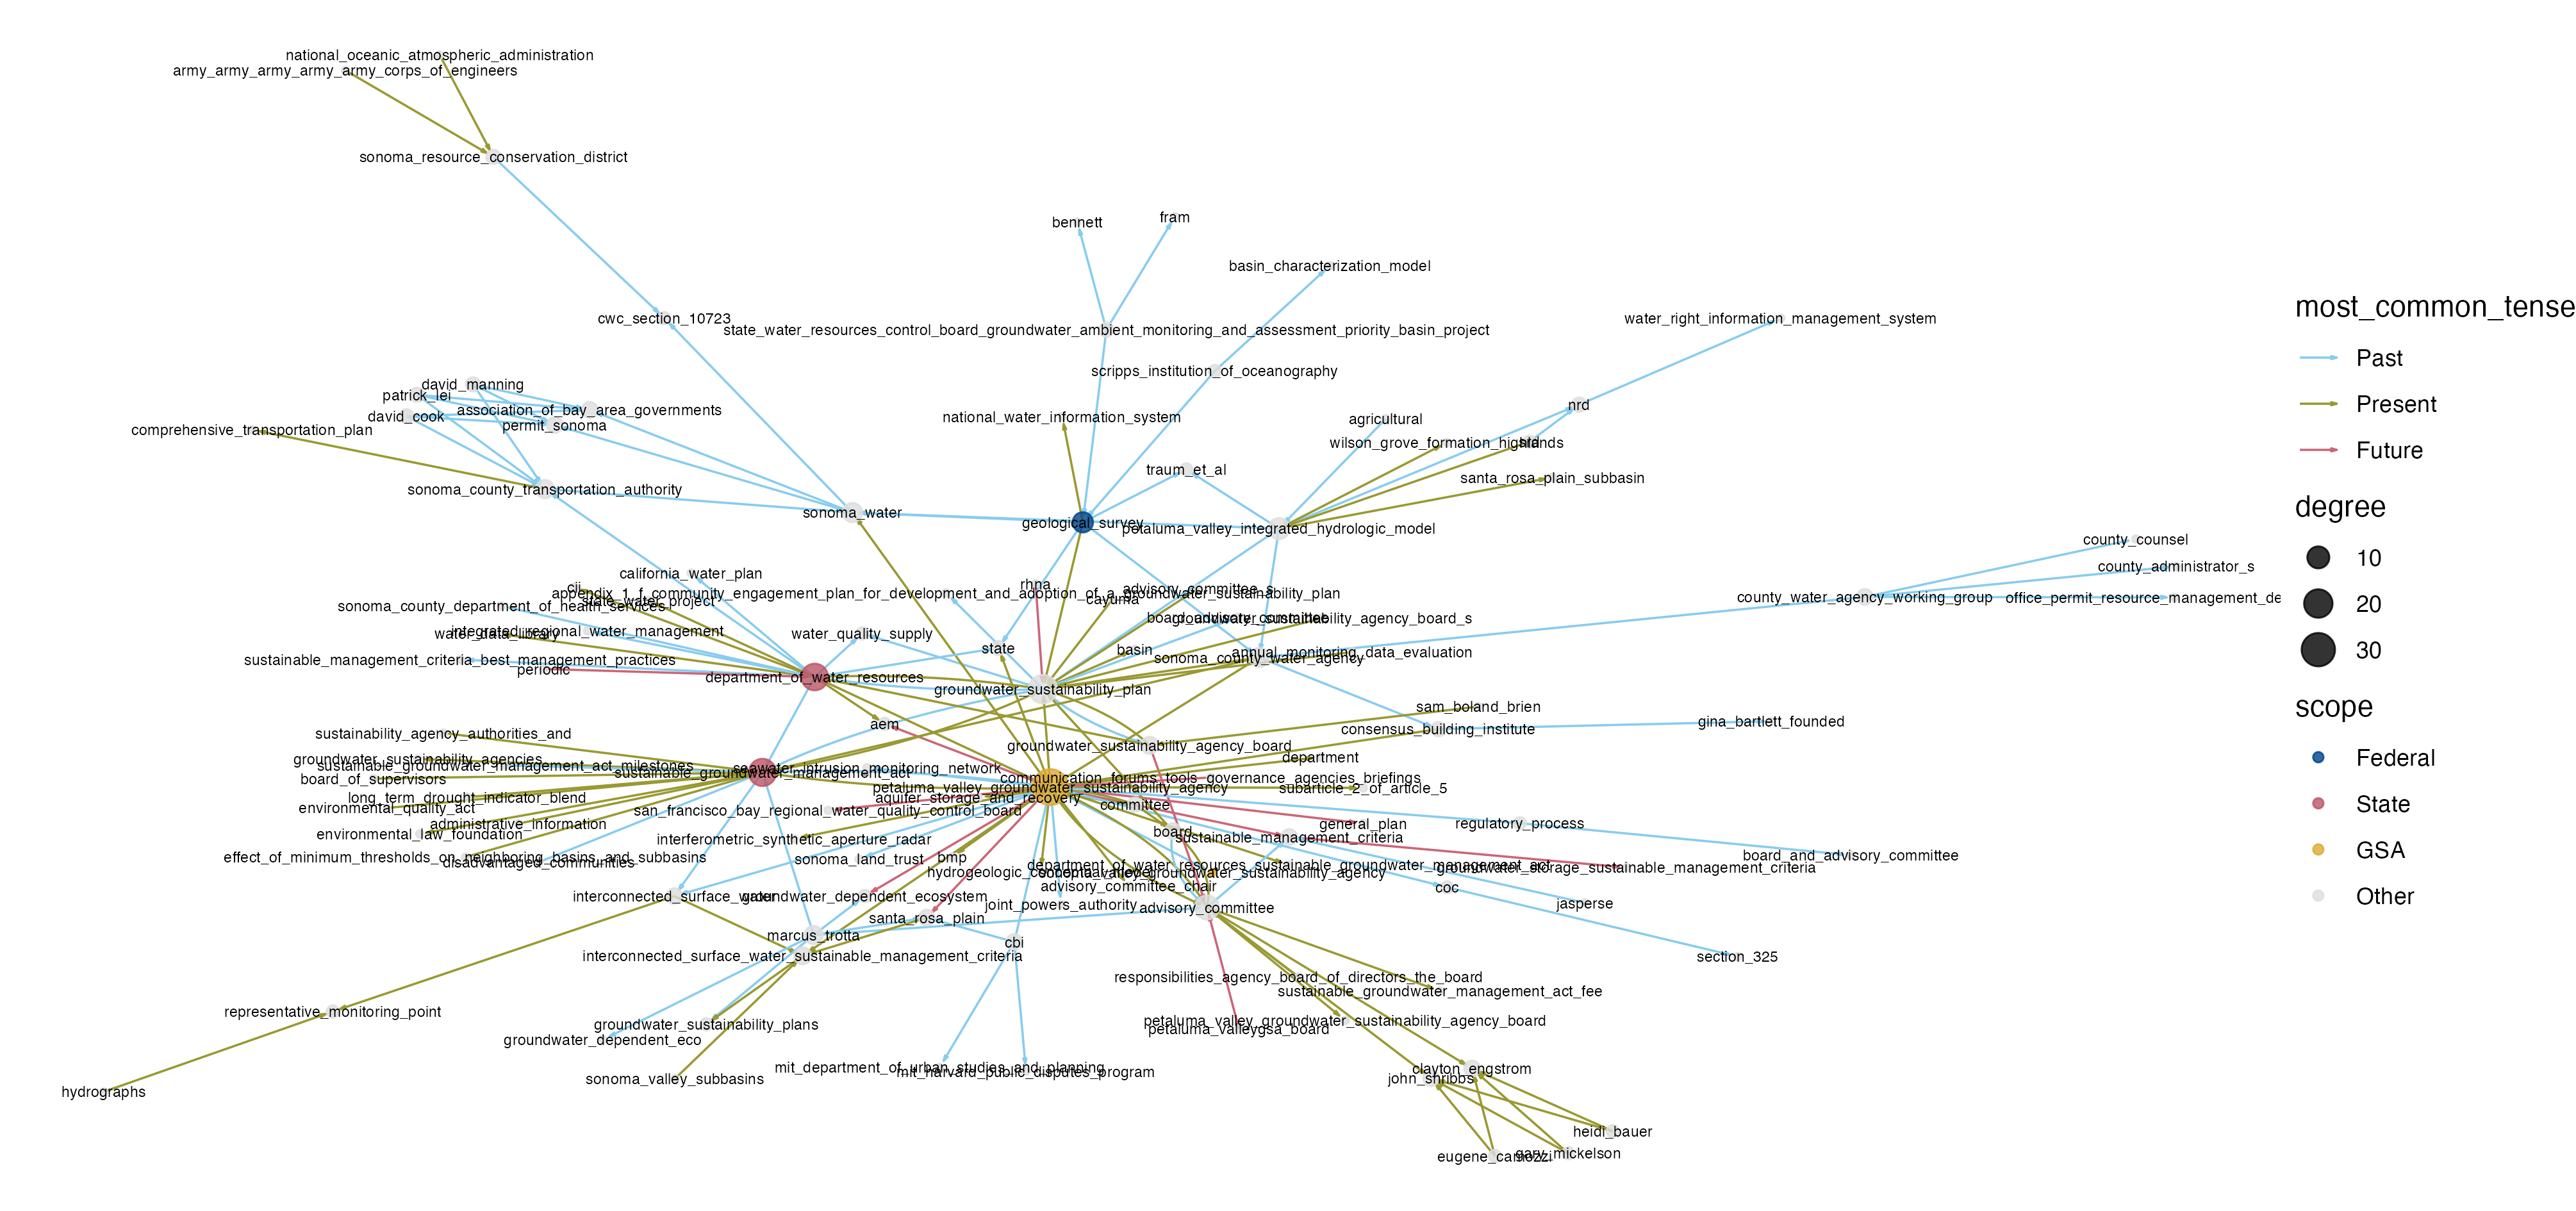 national_oceanic_atmospheric_administration
army_army_army_army_army_corps_of_engineers
sonoma_resource_conservation_district
bennett
fram
basin_characterization_model
cwc_section_10723
state_water_resources_control_board_groundwater_ambient_monitoring_and_assessment_priority_basin_project
water_right_information_management_system
scripps_institution_of_oceanography
david_manning
patrick_lei
association_of_bay_area_governments
david_cook
permit_sonoma
comprehensive_transportation_plan
national_water_information_system
agricultural
nrd
wilson_grove_formation_highlands
traum_et_al
santa_rosa_plain_subbasin
sonoma_county_transportation_authority
sonoma_water
geological_survey
petaluma_valley_integrated_hydrologic_model
county_counsel
county_administrator_s
county_water_agency_working_group
office_permit_resource_management_de
california_water_plan
cii
rhna
advisory_committee_s
appendix_1_f_community_engagement_plan_for_development_and_adoption_of_a_groundwater_sustainability_plan
cayuma
state_water_project
sonoma_county_department_of_health_services
board_advisory_committee
groundwater_sustainability_agency_board_s
integrated_regional_water_management
water_data_library
water_quality_supply
state
basin
annual_monitoring_data_evaluation
sonoma_county_water_agency
sustainable_management_criteria_best_management_practices
periodic
department_of_water_resources
groundwater_sustainability_plan
sam_boland_brien
gina_bartlett_founded
aem
consensus_building_institute
sustainability_agency_authorities_and
groundwater_sustainability_agency_board
department
groundwater_sustainability_agencies
sustainable_groundwater_management_act_milestones
seawater_intrusion_monitoring_network
sustainable_groundwater_management_act
board_of_supervisors
communication_forums_tools_governance_agencies_briefings
petaluma_valley_groundwater_sustainability_agency
subarticle_2_of_article_5
long_term_drought_indicator_blend
aquifer_storage_and_recovery
environmental_quality_act
committee
san_francisco_bay_regional_water_quality_control_board
administrative_information
general_plan
regulatory_process
environmental_law_foundation
board
sustainable_management_criteria
interferometric_synthetic_aperture_radar
effect_of_minimum_thresholds_on_neighboring_basins_and_subbasins
disadvantaged_communities
sonoma_land_trust
bmp
board_and_advisory_committee
department_of_water_resources_sustainable_groundwater_management_act
groundwater_storage_sustainable_management_criteria
sonoma_valley_groundwater_sustainability_agency
advisory_committee_chair
coc
interconnected_surface_water
groundwater_dependent_ecosystem
joint_powers_authority
jasperse
advisory_committee
santa_rosa_plain
marcus_trotta
cbi
interconnected_surface_water_sustainable_management_criteria
section_325
responsibilities_agency_board_of_directors_the_board
sustainable_groundwater_management_act_fee
representative_monitoring_point
groundwater_sustainability_plans
petaluma_valley_groundwater_sustainability_agency_board
petaluma_valleygsa_board
groundwater_dependent_eco
mit_department_of_urban_studies_and_planning
mit_harvard_public_disputes_program
sonoma_valley_subbasins
clayton_engstrom
john_shribbs
hydrographs
heidi_bauer
gary_mickelson
most_common_tense
Past
Present
Future
degree
10
20
30
scope
Federal
State
GSA
Other